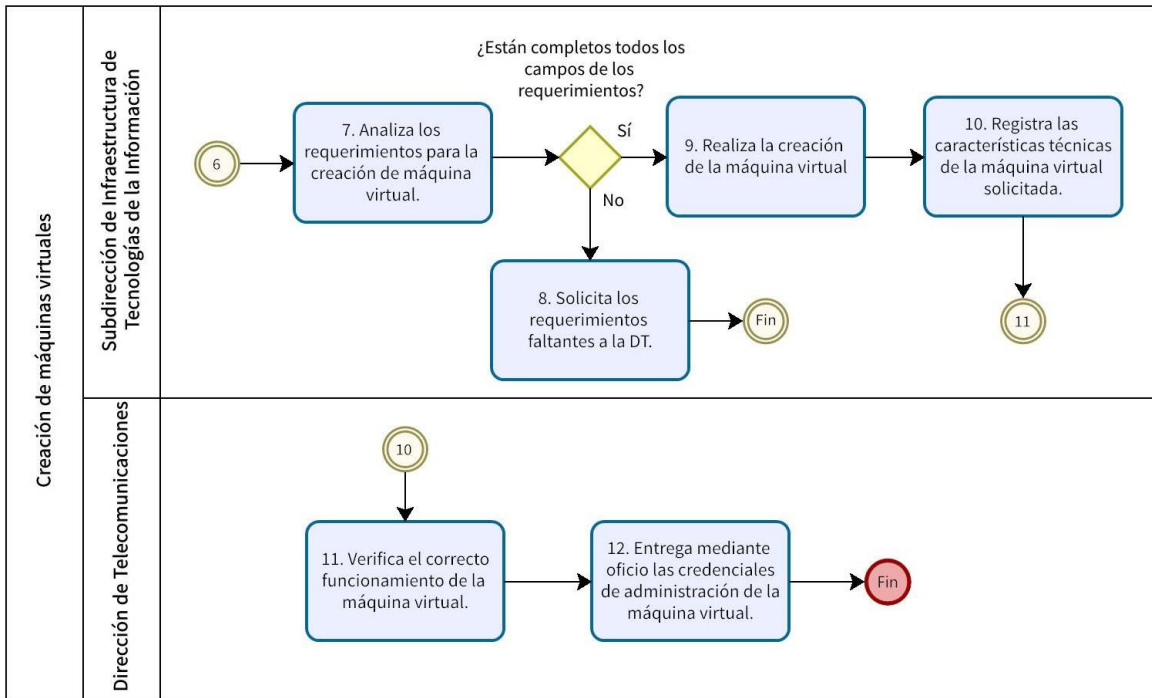 Creación de máquinas virtuales
Subdirección de Infraestructura de
Tecnologías de la Información
¿Están completos todos los
campos de los
requerimientos?
6
7. Analiza los
requerimientos para la
creación de máquina
virtual.
Sí
No
9. Realiza la creación
de la máquina virtual
10. Registra las
características técnicas
de la máquina virtual
solicitada.
8. Solicita los
requerimientos
faltantes a la DT.
Fin
11
Dirección de Telecomunicaciones
10
11. Verifica el correcto
funcionamiento de la
máquina virtual.
12. Entrega mediante
oficio las credenciales
de administración de la
máquina virtual.
Fin